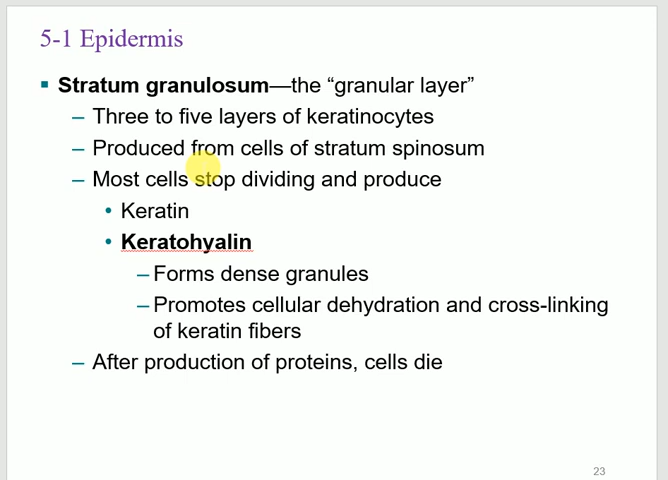 5-1 Epidermis
▪ Stratum granulosum—the “granular layer”
– Three to five layers of keratinocytes
– Produced from cells of stratum spinosum
– Most cells stop dividing and produce
• Keratin
• Keratohyalin
– Forms dense granules
– Promotes cellular dehydration and cross-linking
of keratin fibers
– After production of proteins, cells die
23